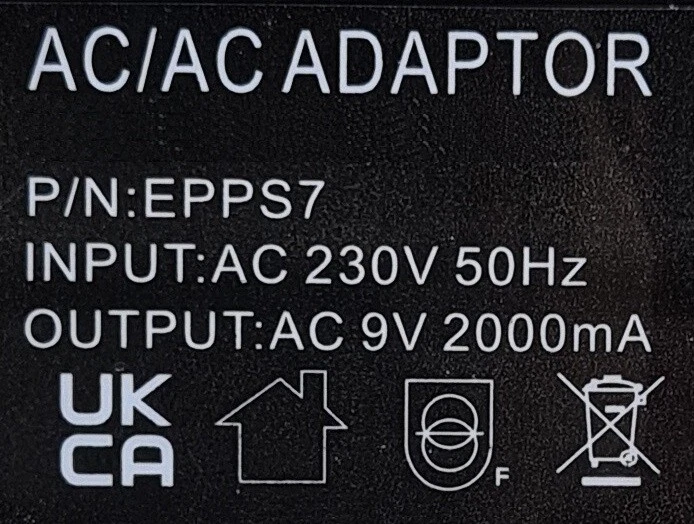 AC/AC ADAPTOR
P/N:EPPS7
INPUT:AC 230V 50Hz
OUTPUT:AC 9V 2000mA
UK
CA
F